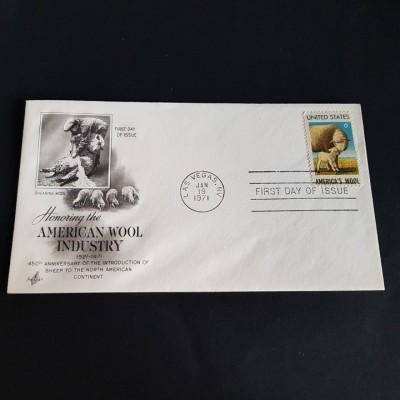 FIRST DAY
OF ISSUE
SHEARING WOOL
Honoring the
AMERICAN WOOL
INDUSTRY
1521-1971
450TH ANNIVERSARY OF THE INTRODUCTION OF
SHEEP TO THE NORTH AMERICAN
CONTINENT
LAS VEGAS, NV
JAN
19
1971
FIRST DAY OF ISSUE
UNITED STATES
6
AMERICA'S WOOL